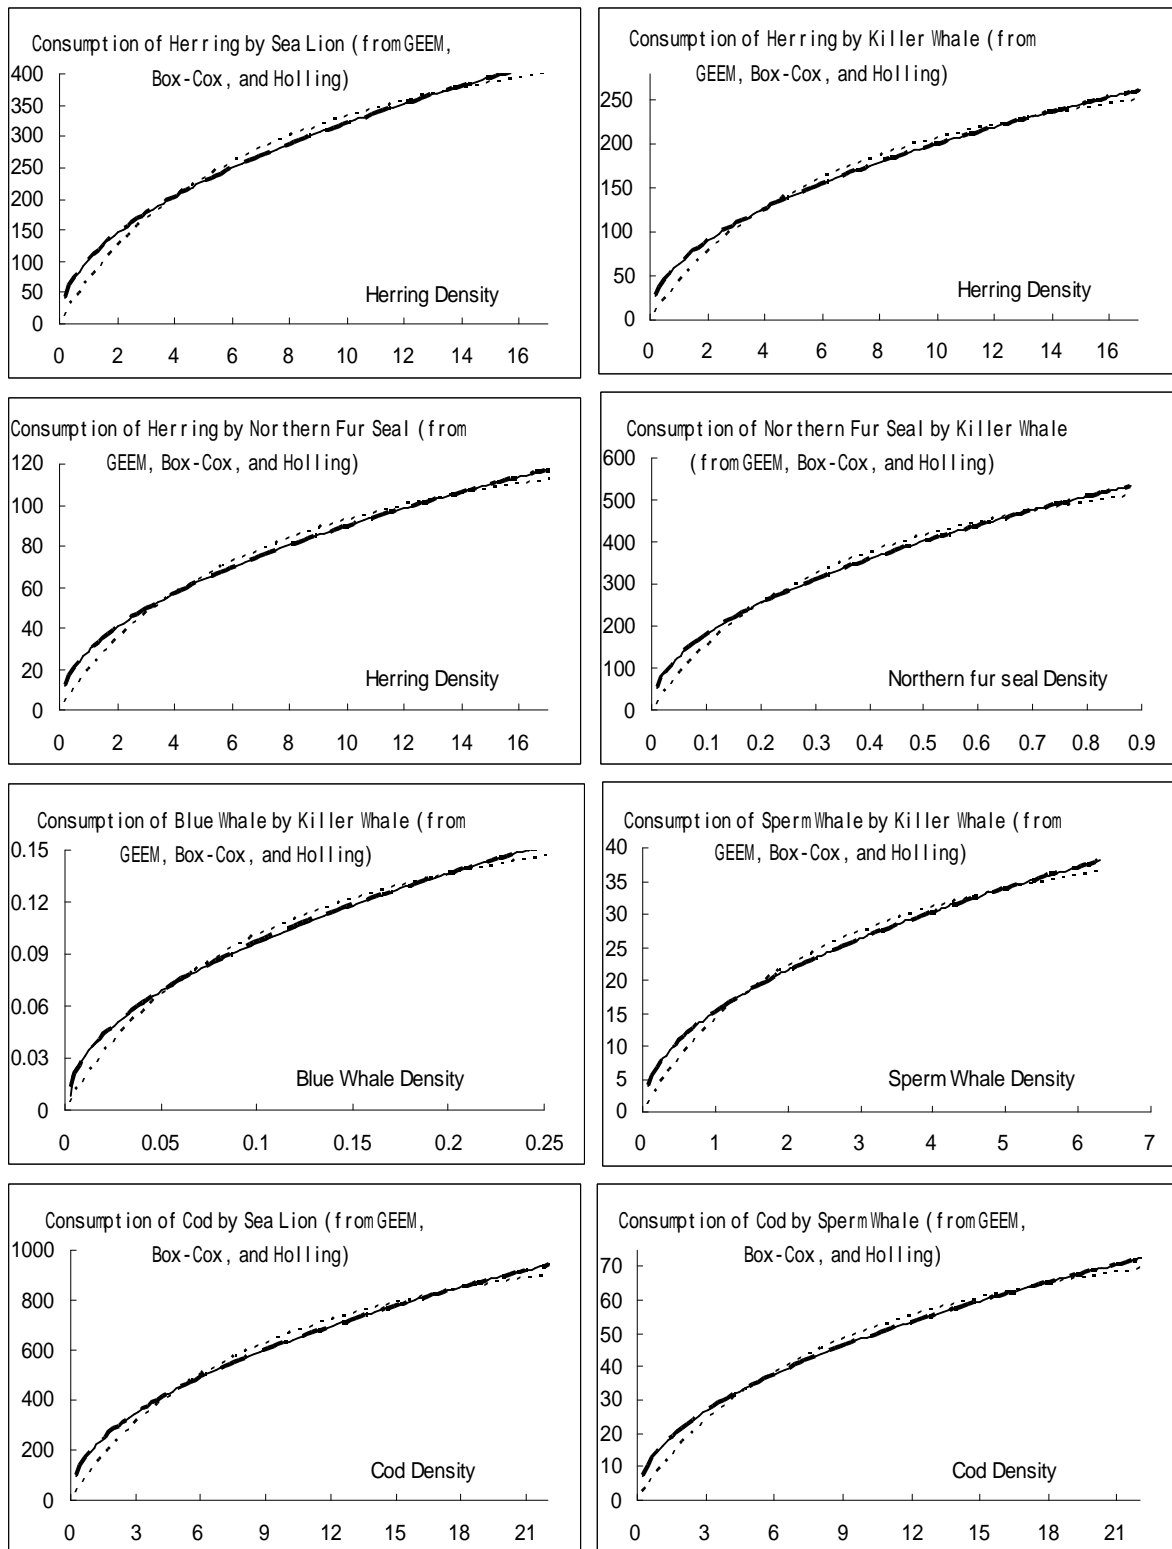 Consumption of Herring by Sea Lion (from GEEM,
Box-Cox, and Holling)
400
350
300
250
200
150
100
50
0
Herring Density
0 2 4 6 8 10 12 14 16
Consumption of Herring by Killer Whale (from
GEEM, Box-Cox, and Holling)
250
200
150
100
50
0
Herring Density
0 2 4 6 8 10 12 14 16
Consumption of Herring by Northern Fur Seal (from
GEEM, Box-Cox, and Holling)
120
100
80
60
40
20
0
Herring Density
0 2 4 6 8 10 12 14 16
Consumption of Northern Fur Seal by Killer Whale
(from GEEM, Box-Cox, and Holling)
600
500
400
300
200
100
0
Northern fur seal Density
0 0.1 0.2 0.3 0.4 0.5 0.6 0.7 0.8 0.9
Consumption of Blue Whale by Killer Whale (from
GEEM, Box-Cox, and Holling)
0.15
0.12
0.09
0.06
0.03
0
Blue Whale Density
0 0.05 0.1 0.15 0.2 0.25
Consumption of Sperm Whale by Killer Whale (from
GEEM, Box-Cox, and Holling)
40
35
30
25
20
15
10
5
0
Sperm Whale Density
0 1 2 3 4 5 6 7
Consumption of Cod by Sea Lion (from GEEM,
Box-Cox, and Holling)
1000
800
600
400
200
0
Cod Density
0 3 6 9 12 15 18 21
Consumption of Cod by Sperm Whale (from GEEM,
Box-Cox, and Holling)
70
60
50
40
30
20
10
0
Cod Density
0 3 6 9 12 15 18 21